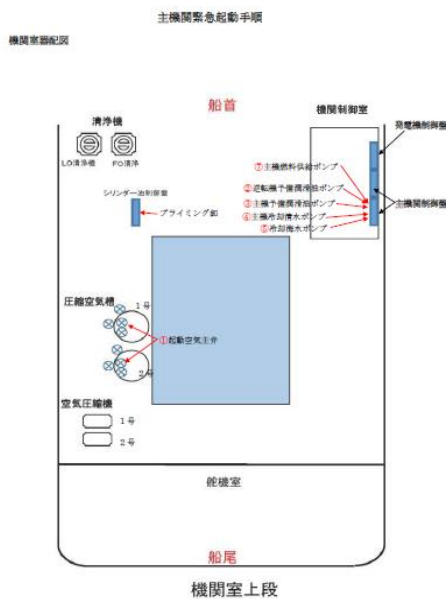 主機関緊急起動手順
機関室器配図
船首
機関制御室
清浄機
発電機制御盤
LO清浄機
FO清浄
⑦主機燃料供給ポンプ
シリンダー油制御室
②逆転機予備潤滑油ポンプ
主機関制御盤
③主機予備潤滑油ポンプ
プライミング卸
④主機冷却清水ポンプ
⑤冷却海水ポンプ
圧縮空気槽
1号
①起動空気主弁
2号
空気圧縮機
1号
2号
舵機室
船尾
機関室上段